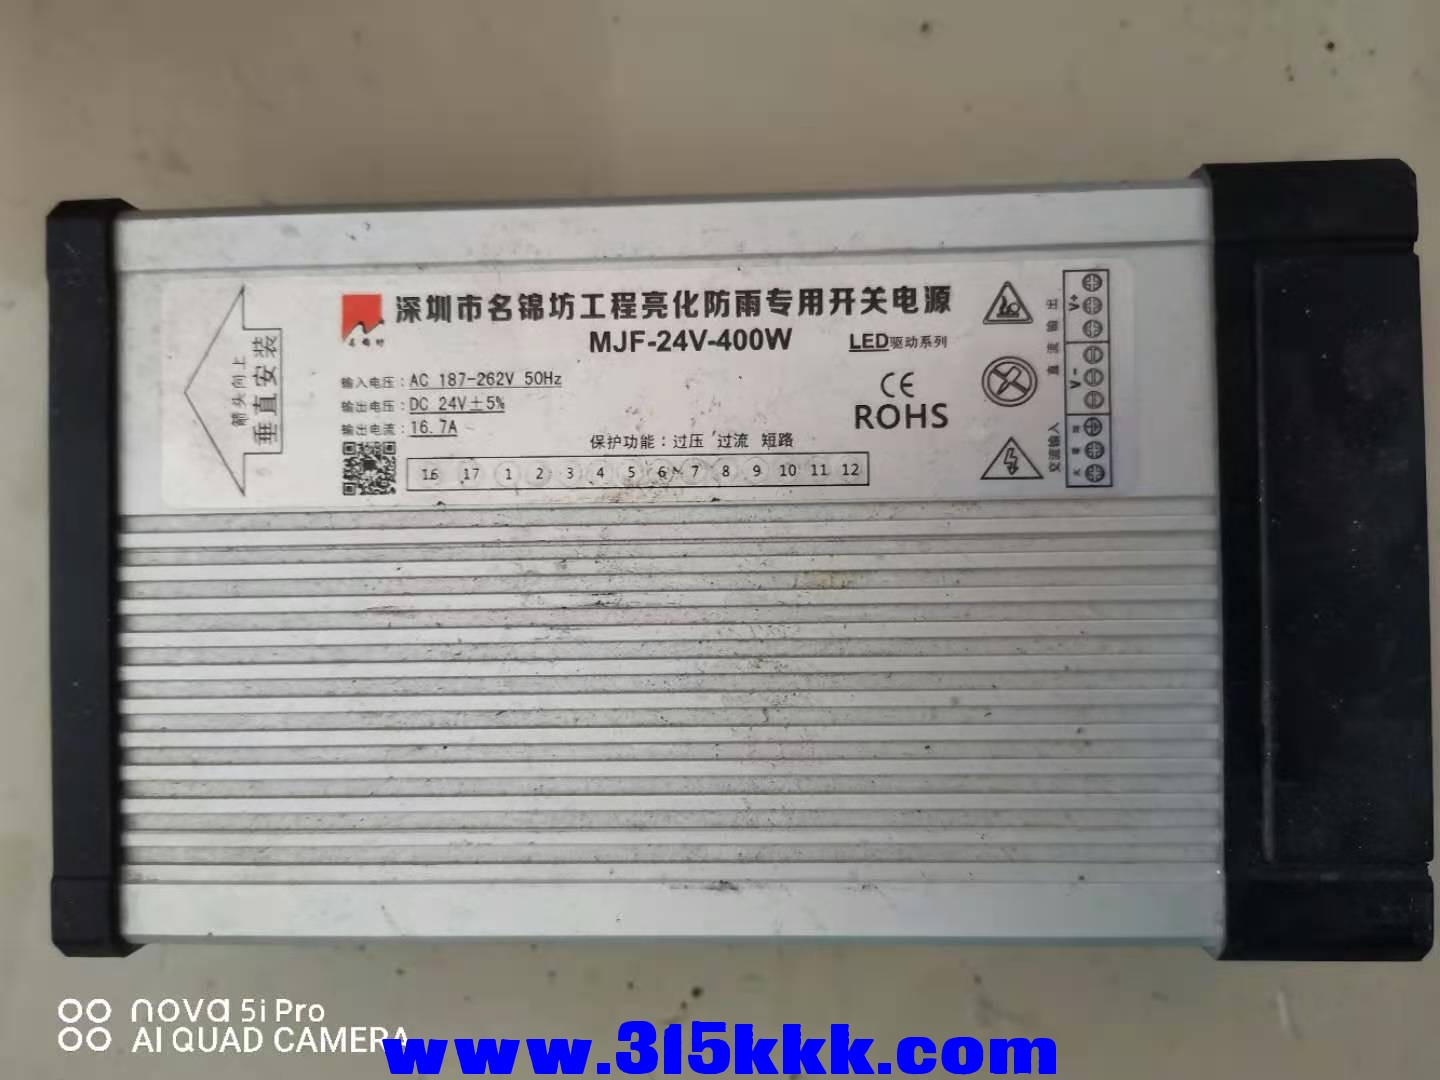 箭头向上
垂直安装
名锦坊
深圳市名锦坊工程亮化防雨专用开关电源
MJF-24V-400W
LED驱动系列
输入电压：AC 187-262V 50Hz
输出电压：DC 24V±5%
输出电流：16.7A
CE
ROHS
保护功能：过压 过流 短路
16 17 1 2 3 4 5 6 7 8 9 10 11 12
直流输出
V+
V-
交流输入
nova 5i Pro
AI QUAD CAMERA
www.315kkk.com